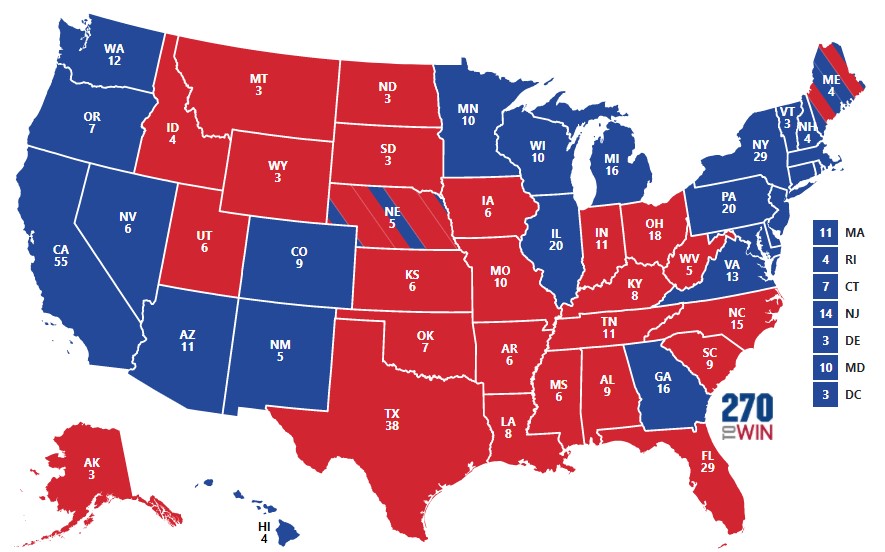 WA
12
OR
7
CA
55
NV
6
ID
4
MT
3
WY
3
UT
6
AZ
11
CO
9
NM
5
ND
3
SD
3
NE
5
KS
6
OK
7
TX
38
MN
10
IA
6
MO
10
AR
6
LA
8
WI
10
IL
20
MI
16
IN
11
OH
18
KY
8
TN
11
MS
6
AL
9
GA
16
FL
29
SC
9
NC
15
VA
13
WV
5
PA
20
NY
29
VT
3
NH
4
ME
4
AK
3
HI
4
11 MA
4 RI
7 CT
14 NJ
3 DE
10 MD
3 DC
270
TO WIN